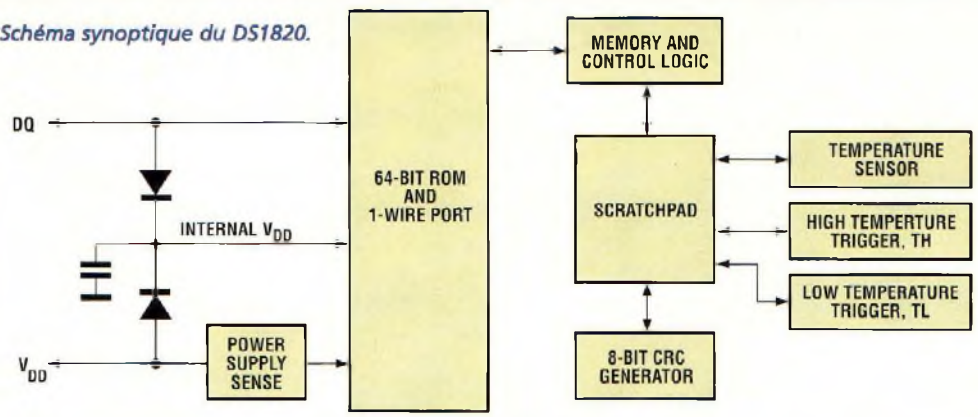 Schéma synoptique du DS1820.
DQ
INTERNAL VDD
VDD
POWER
SUPPLY
SENSE
64-BIT ROM
AND
1-WIRE PORT
MEMORY AND
CONTROL LOGIC
SCRATCHPAD
8-BIT CRC
GENERATOR
TEMPERATURE
SENSOR
HIGH TEMPERTURE
TRIGGER, TH
LOW TEMPERATURE
TRIGGER, TL